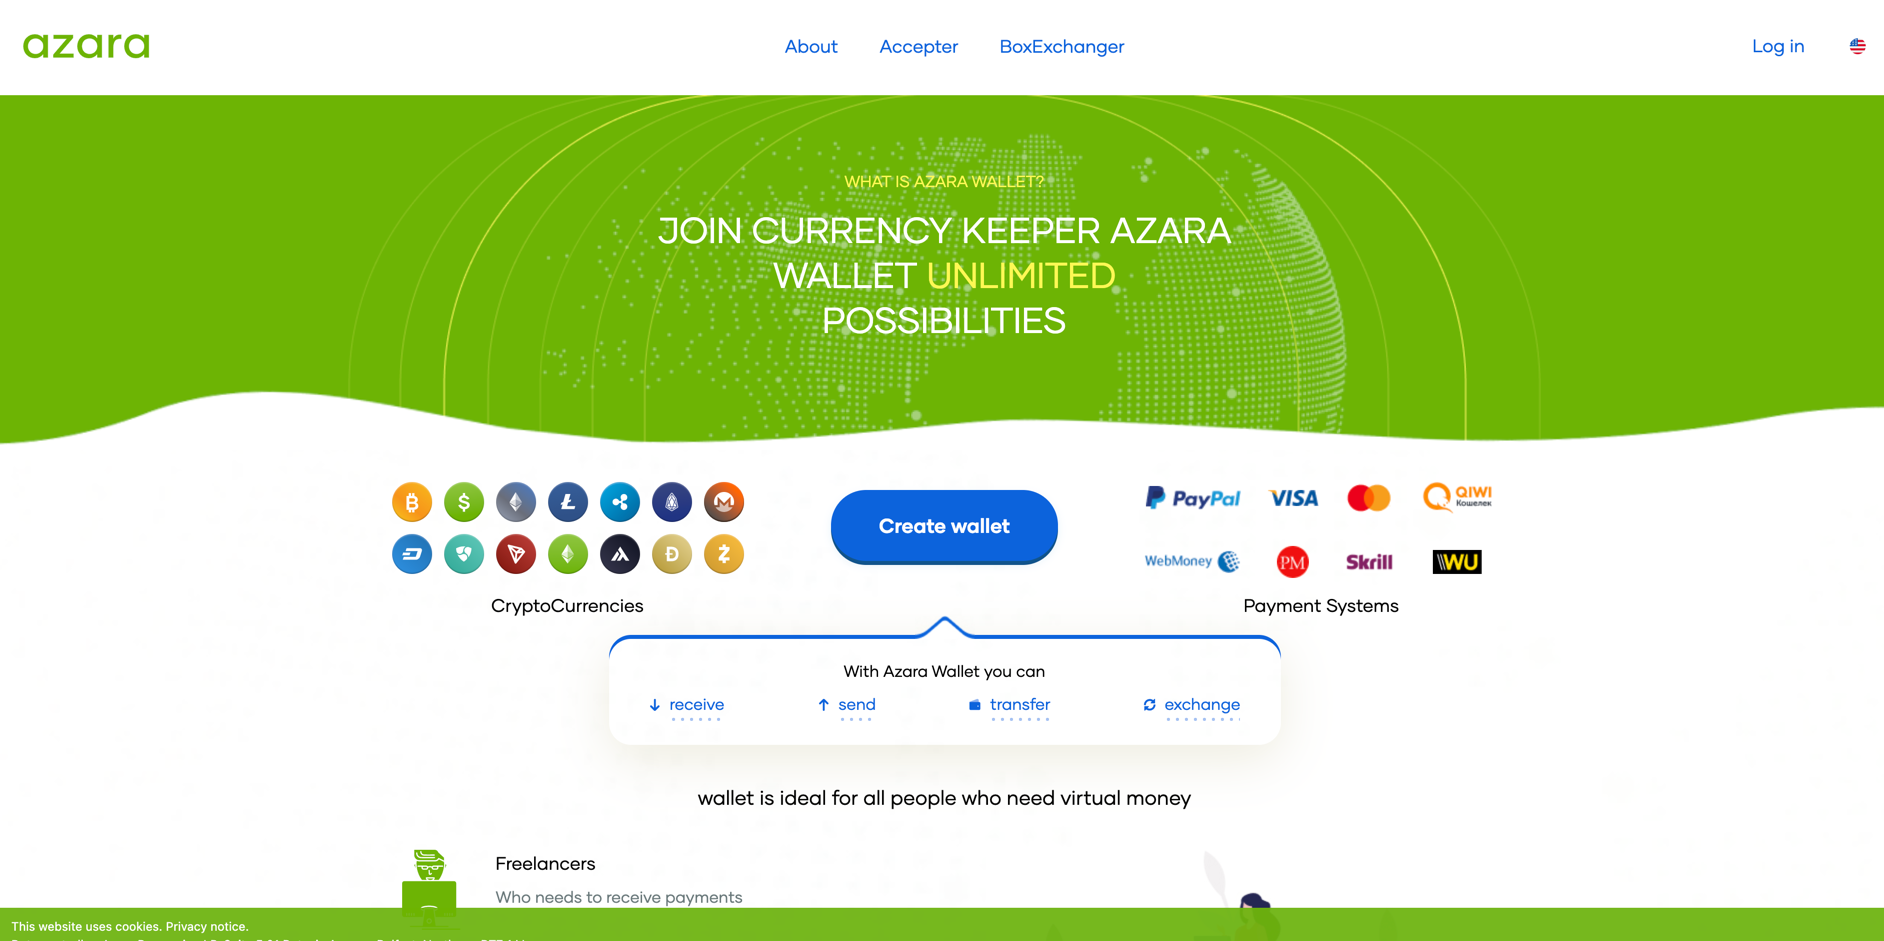 azara
About
Accepter
BoxExchanger
Log in
WHAT IS AZARA WALLET?
JOIN CURRENCY KEEPER AZARA
WALLET UNLIMITED
POSSIBILITIES
Create wallet
PayPal
VISA
QIWI
Кошелек
WebMoney
PM
Skrill
WU
CryptoCurrencies
Payment Systems
With Azara Wallet you can
receive
send
transfer
exchange
wallet is ideal for all people who need virtual money
Freelancers
Who needs to receive payments
This website uses cookies. Privacy notice.